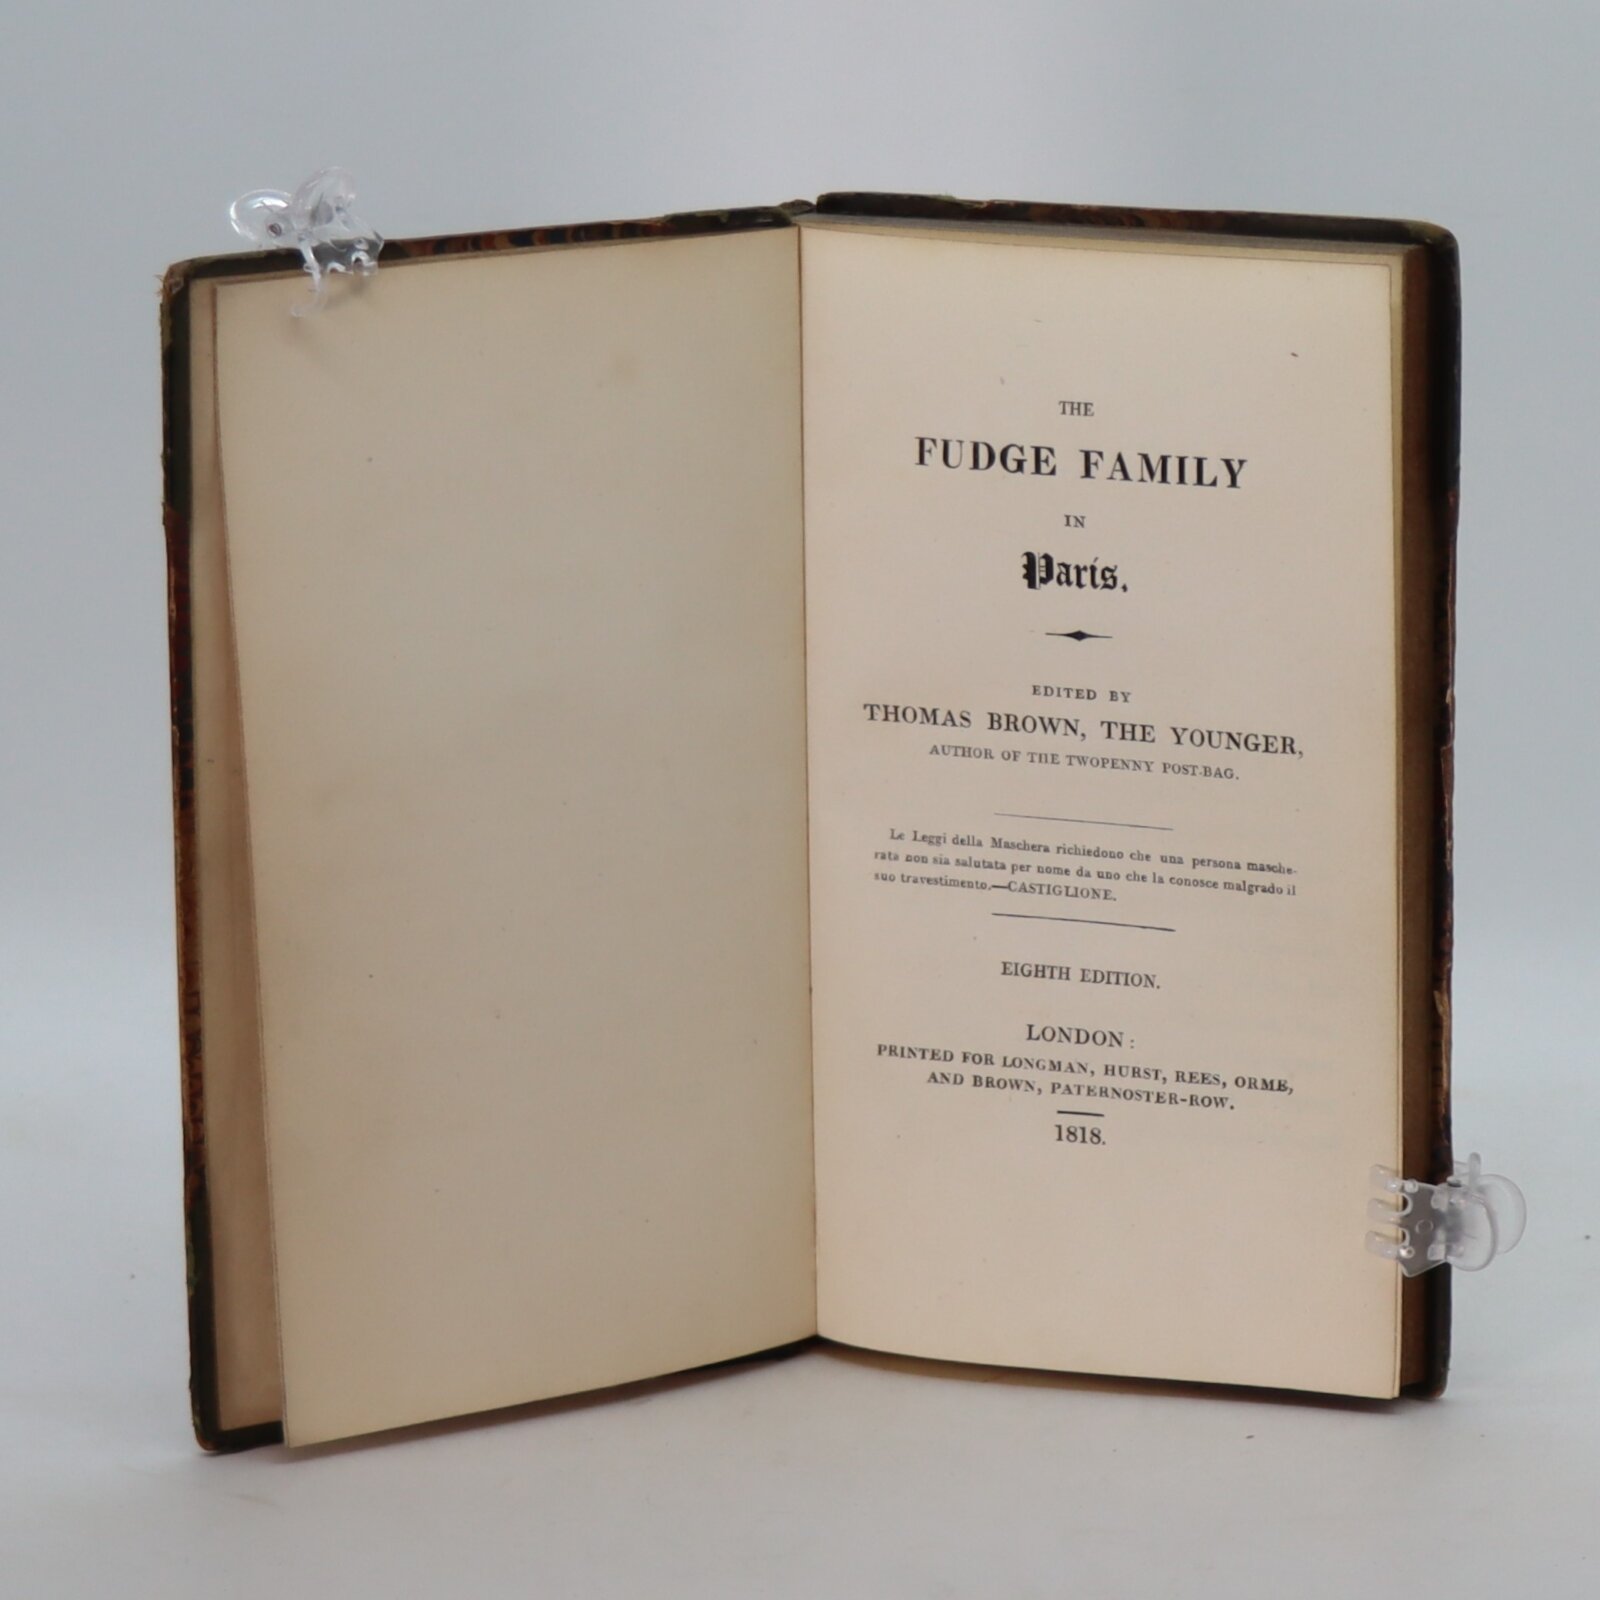 THE
FUDGE FAMILY
IN
Paris.
EDITED BY
THOMAS BROWN, THE YOUNGER,
AUTHOR OF THE TWOPENNY POST-BAG.
Le Leggi della Maschera richiedono che una persona masche-
rata non sia salutata per nome da uno che la conosce malgrado il
suo travestimento.—CASTIGLIONE.
EIGHTH EDITION.
LONDON:
PRINTED FOR LONGMAN, HURST, REES, ORME,
AND BROWN, PATERNOSTER-ROW.
1818.